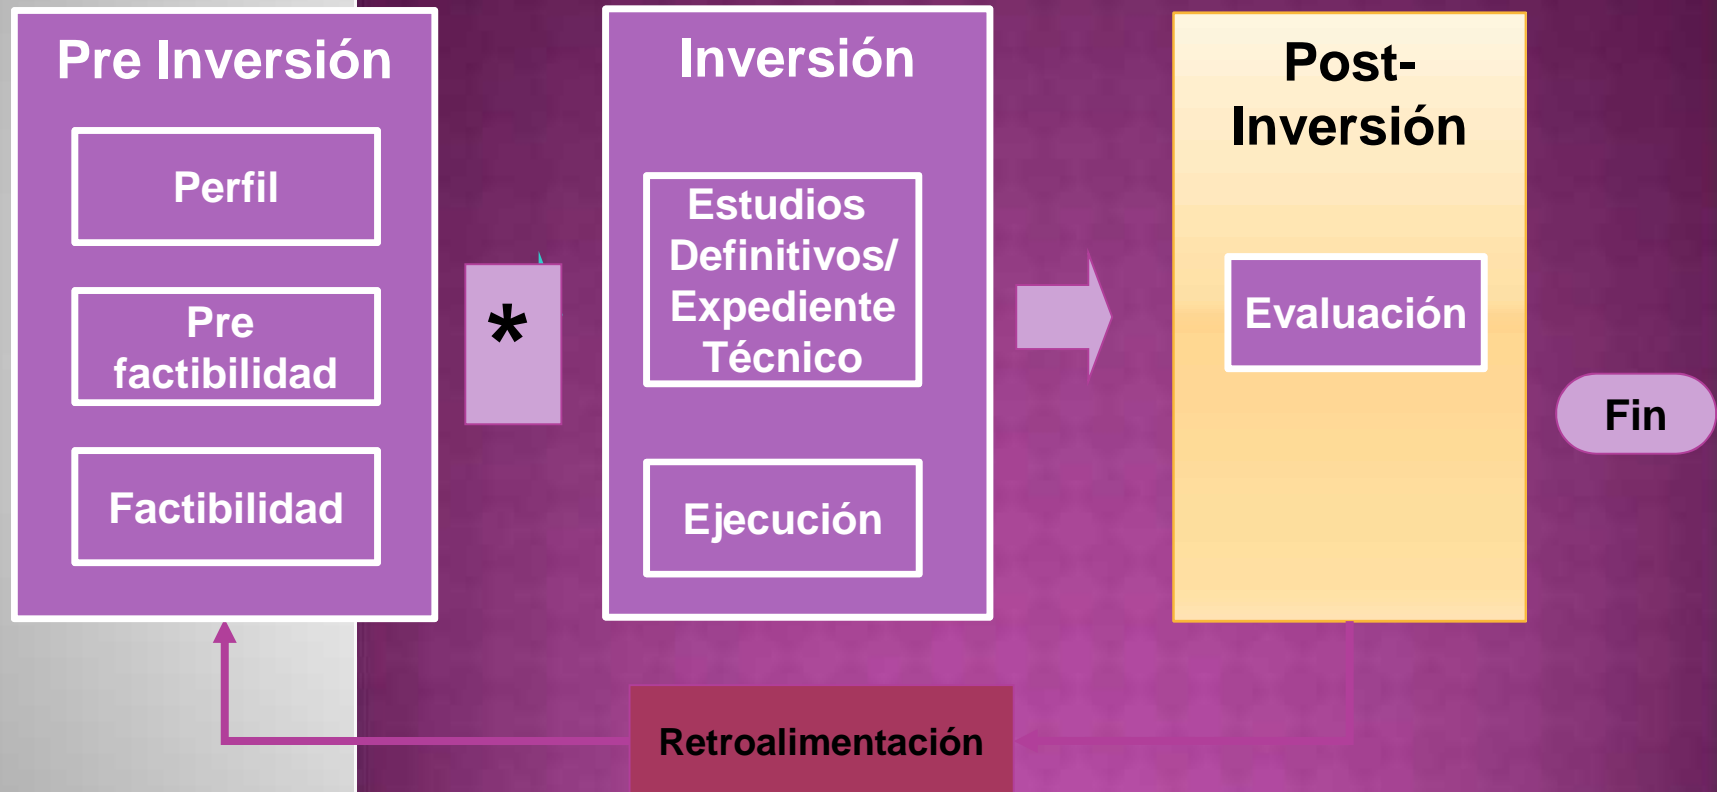 Pre Inversión
Perfil
Pre
factibilidad
Factibilidad
*
Inversión
Estudios
Definitivos/
Expediente
Técnico
Ejecución
Post-
Inversión
Evaluación
Fin
Retroalimentación